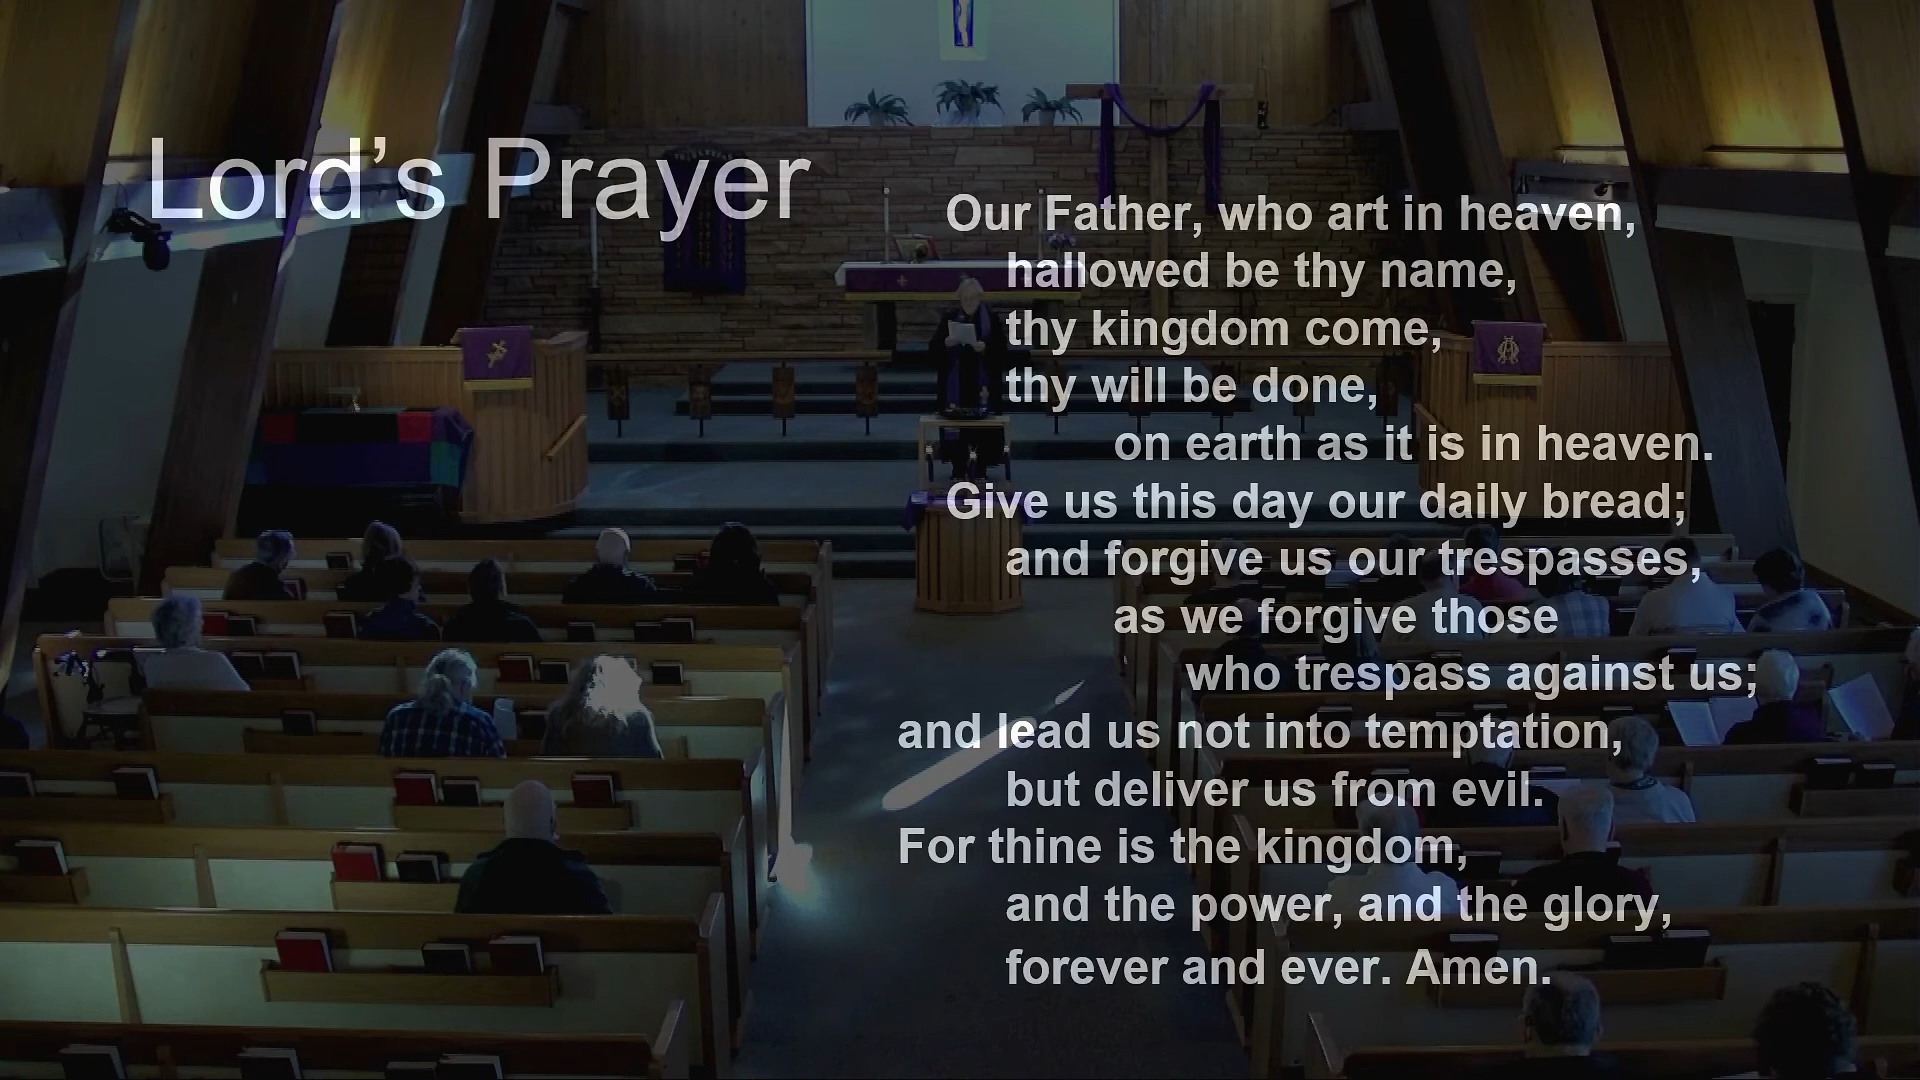 Lord’s Prayer
Our Father, who art in heaven,
hallowed be thy name,
thy kingdom come,
thy will be done,
on earth as it is in heaven.
Give us this day our daily bread;
and forgive us our trespasses,
as we forgive those
who trespass against us;
and lead us not into temptation,
but deliver us from evil.
For thine is the kingdom,
and the power, and the glory,
forever and ever. Amen.